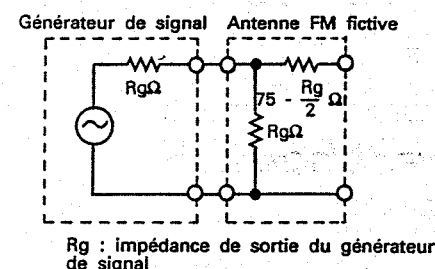 Générateur de signal Antenne FM fictive
RgΩ
75 - Rg/2 Ω
RgΩ
Rg : impédance de sortie du générateur
de signal